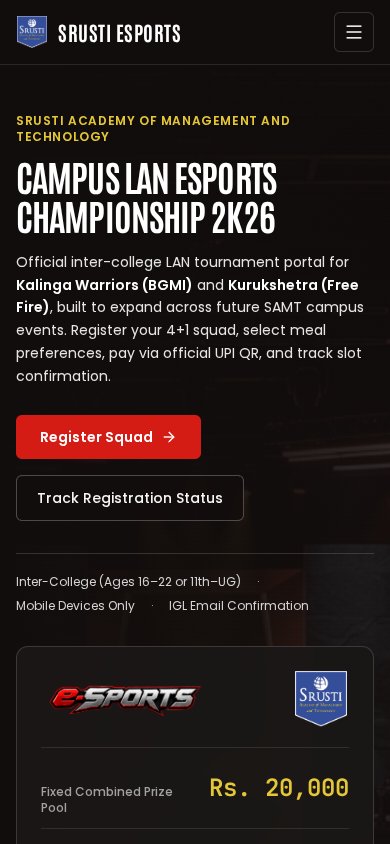 SRUSTI
SRUSTI ESPORTS
SRUSTI ACADEMY OF MANAGEMENT AND
TECHNOLOGY
CAMPUS LAN ESPORTS
CHAMPIONSHIP 2K26
Official inter-college LAN tournament portal for
Kalinga Warriors (BGMI) and Kurukshetra (Free
Fire), built to expand across future SAMT campus
events. Register your 4+1 squad, select meal
preferences, pay via official UPI QR, and track slot
confirmation.
Register Squad →
Track Registration Status
Inter-College (Ages 16–22 or 11th–UG) ·
Mobile Devices Only · IGL Email Confirmation
e-SPORTS
SRUSTI
Fixed Combined Prize
Pool
Rs. 20,000